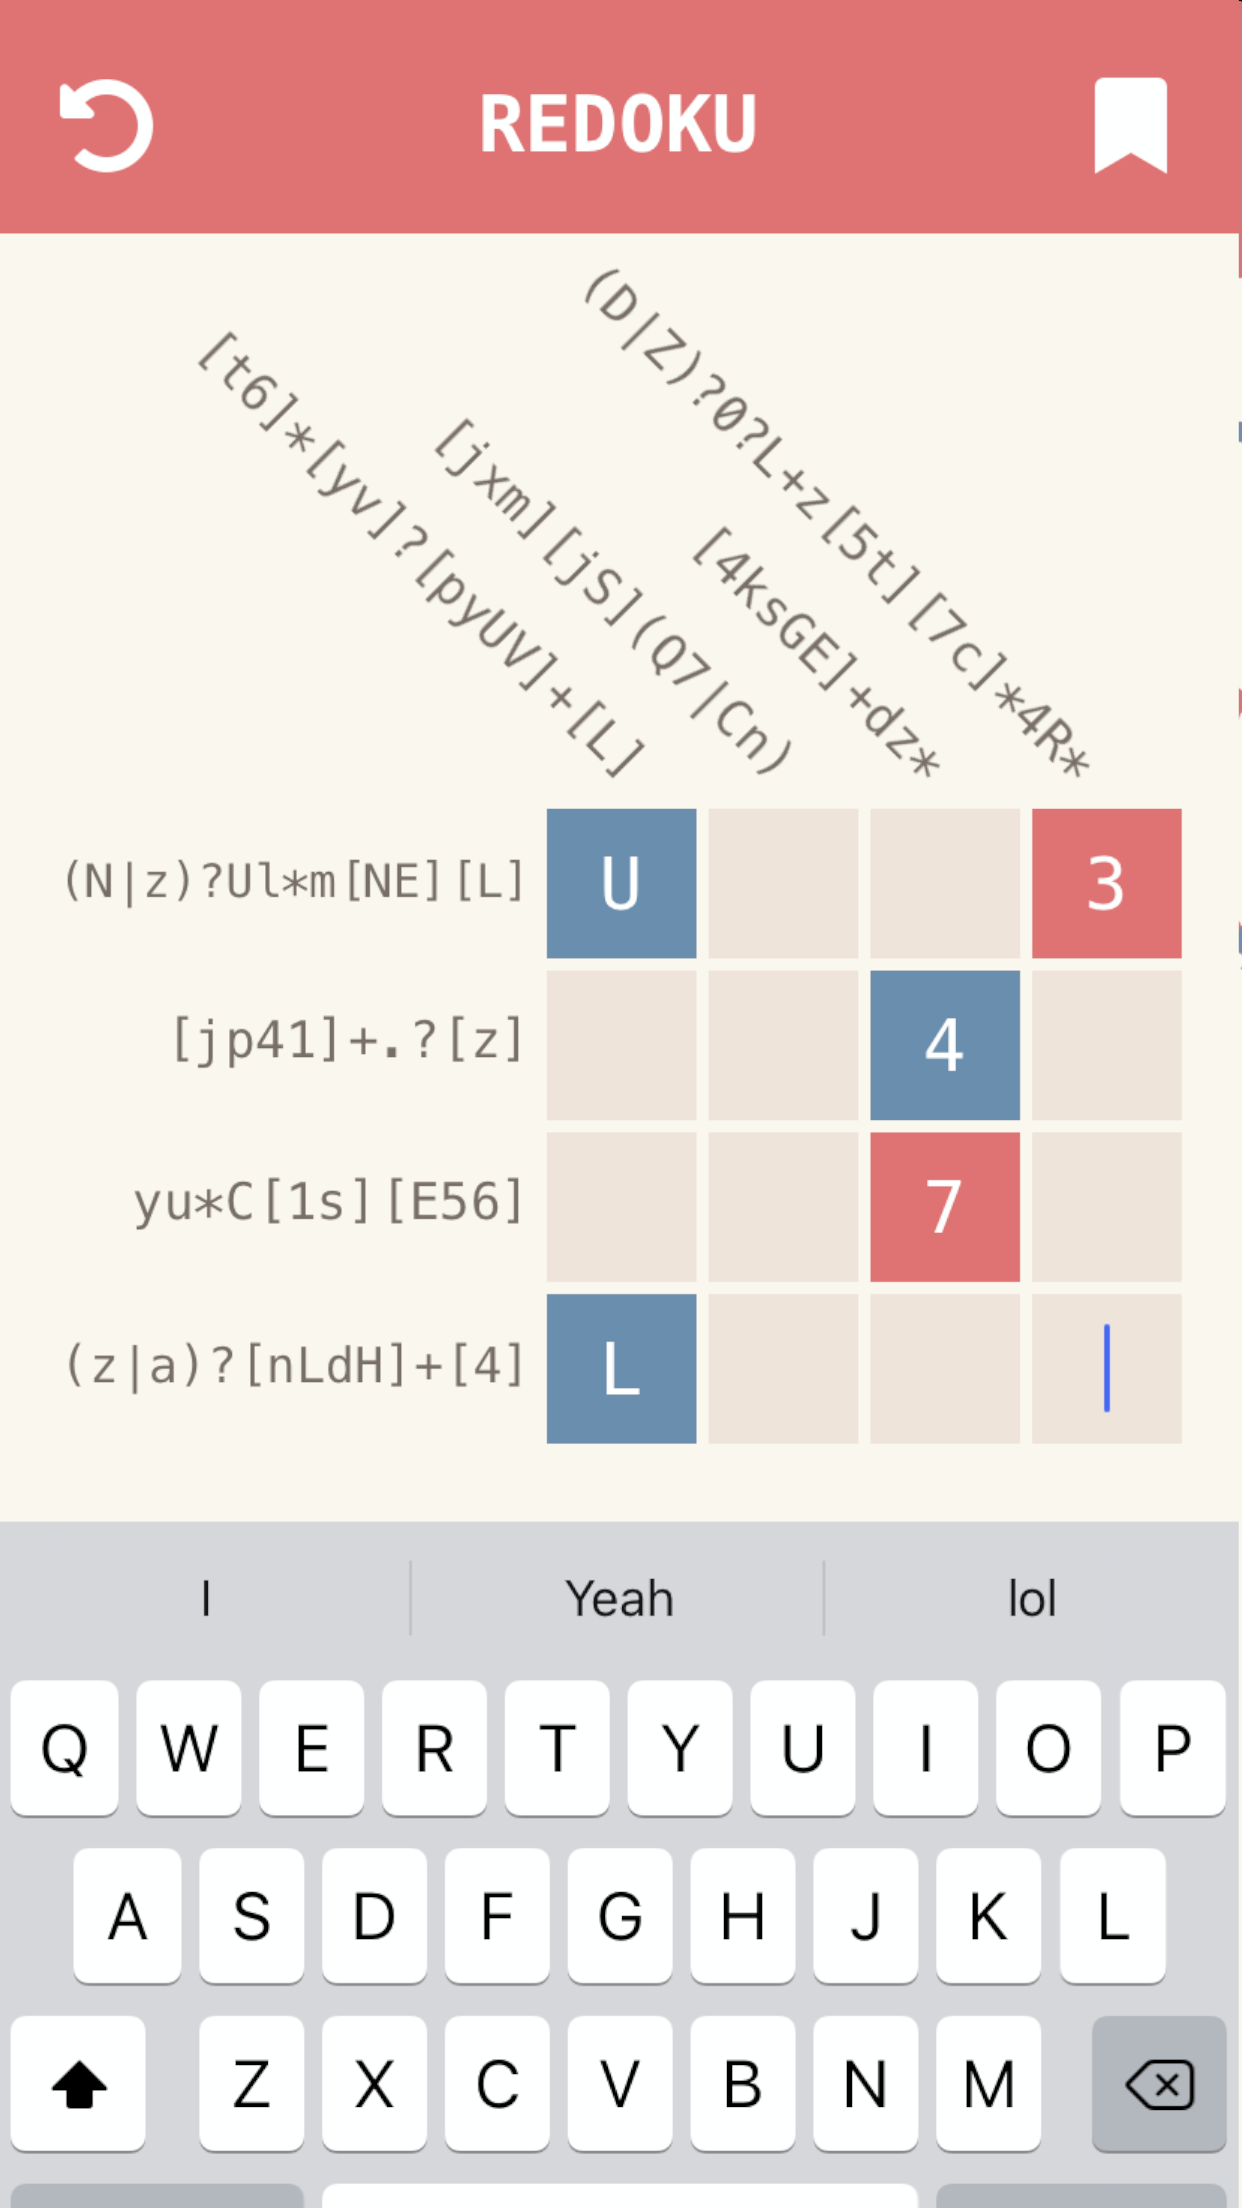 REDOKU
(D|Z)?0?L+z[5t][7c]*4R*
[t6]*[yv]?[pyUV]+[L]
[jxm][jS](Q7|Cn)
[4ksGE]+dz*
(N|z)?Ul*m[NE][L] U 3
[jp41]+.?[z] 4
yu*C[1s][E56] 7
(z|a)?[nLdH]+[4] L
I Yeah lol
Q W E R T Y U I O P
A S D F G H J K L
Z X C V B N M